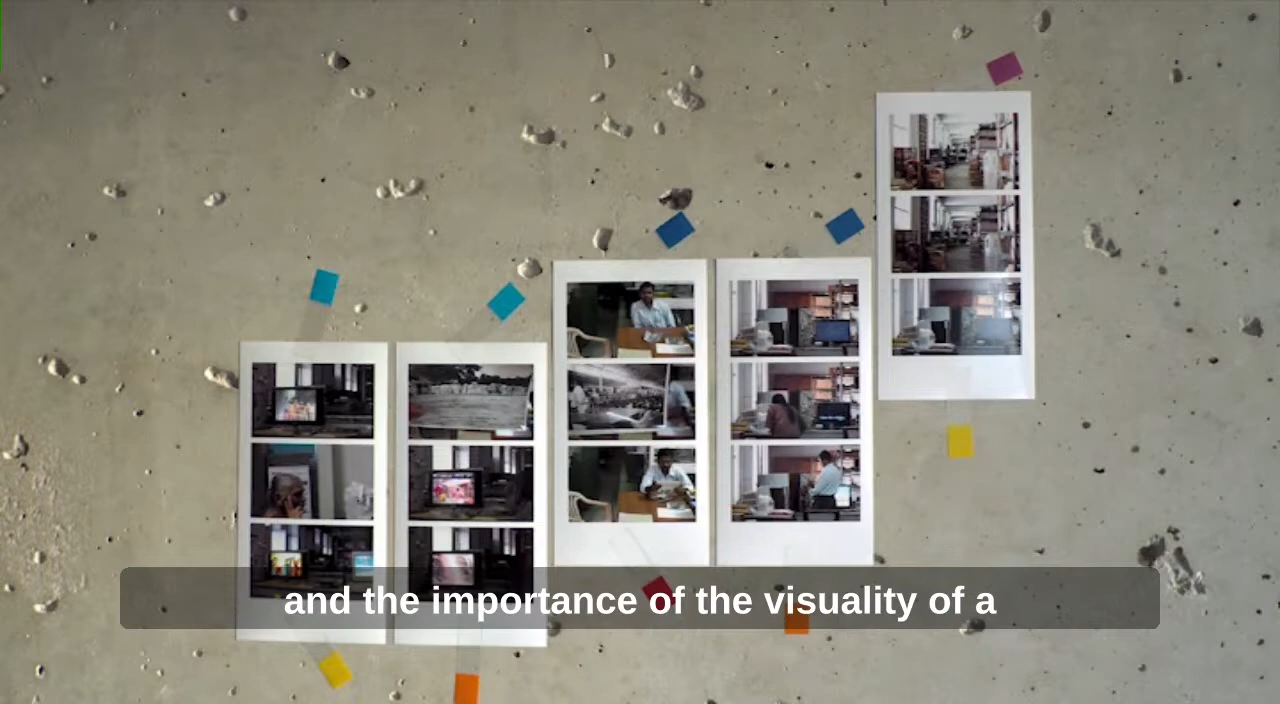 and the importance of the visuality of a